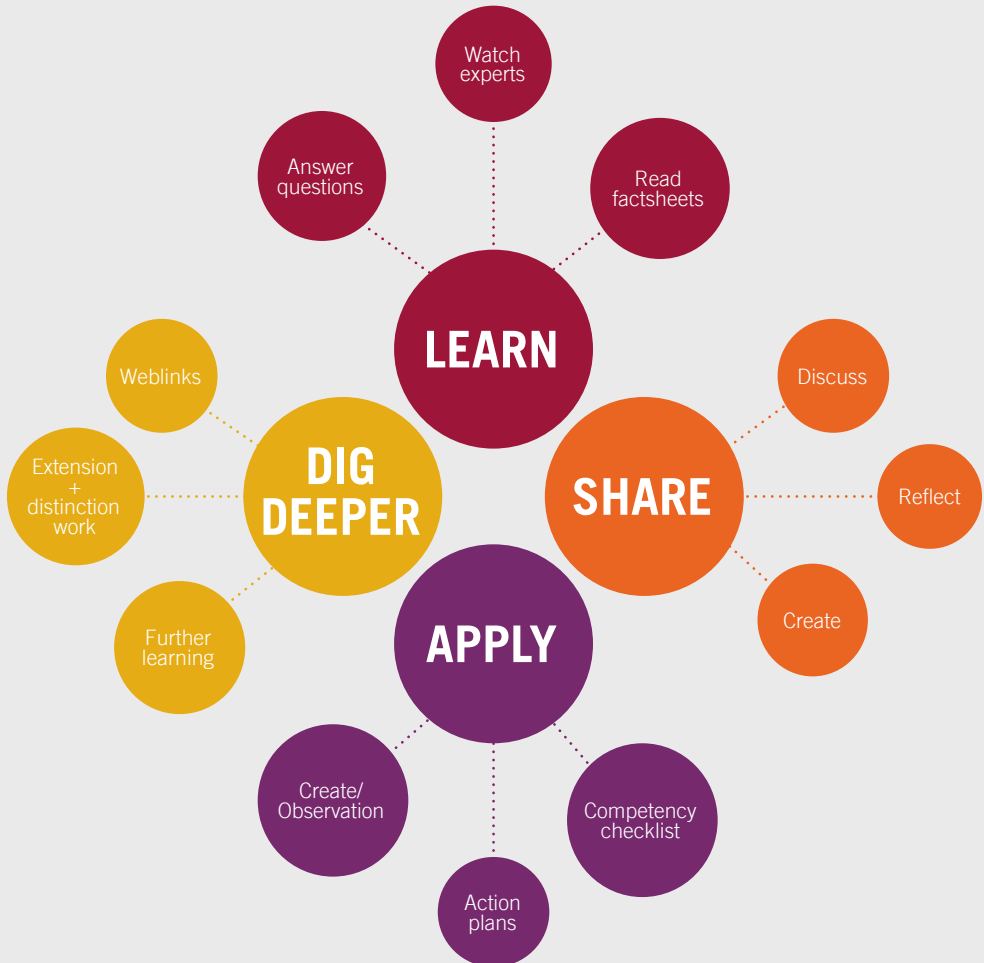 Watch
experts
Answer
questions
Read
factsheets
LEARN
Weblinks
Extension
+
distinction
work
Further
learning
DIG
DEEPER
SHARE
Discuss
Reflect
Create
APPLY
Create/
Observation
Action
plans
Competency
checklist